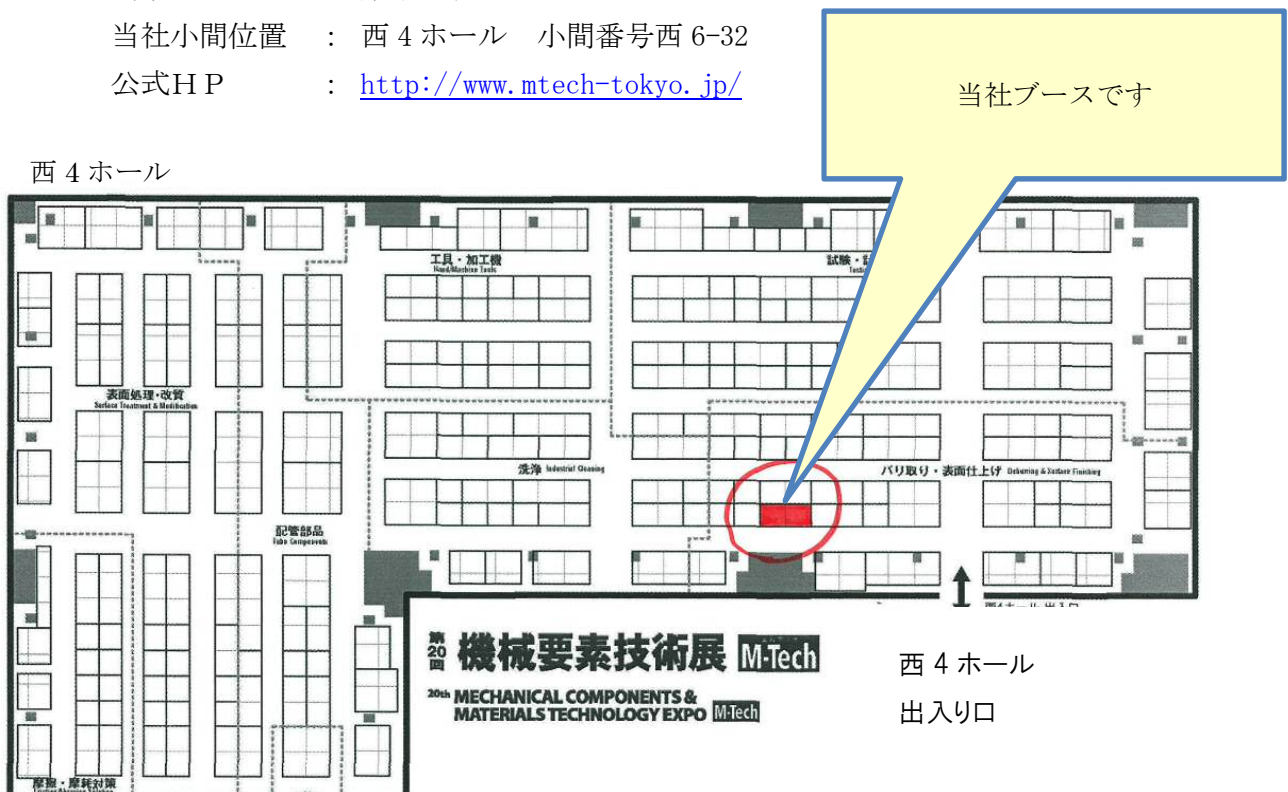 当社小間位置 ： 西4ホール 小間番号西6-32
公式ＨＰ ： http://www.mtech-tokyo.jp/
当社ブースです
西4ホール
工具・加工機
Hand/Machine Tools
試験・
表面処理・改質
Surface Treatment & Modification
洗浄 Industrial Cleaning
バリ取り・表面仕上げ Deburring & Surface Finishing
配管部品
Tube Components
第20回 機械要素技術展 M-Tech
20th MECHANICAL COMPONENTS &
MATERIALS TECHNOLOGY EXPO M-Tech
西4ホール
出入り口
摩擦・摩耗対策